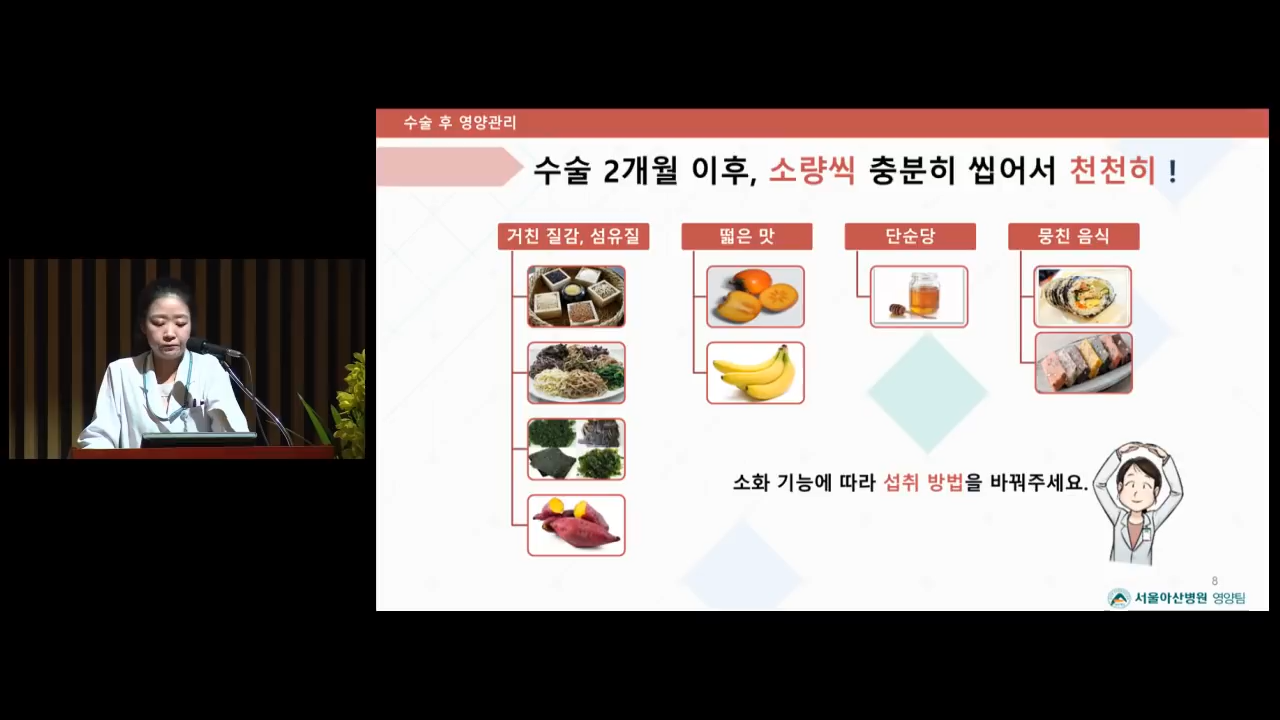 수술 후 영양관리
수술 2개월 이후, 소량씩 충분히 씹어서 천천히 !
거친 질감, 섬유질
떫은 맛
단순당
뭉친 음식
소화 기능에 따라 섭취 방법을 바꿔주세요.
8
서울아산병원 영양팀